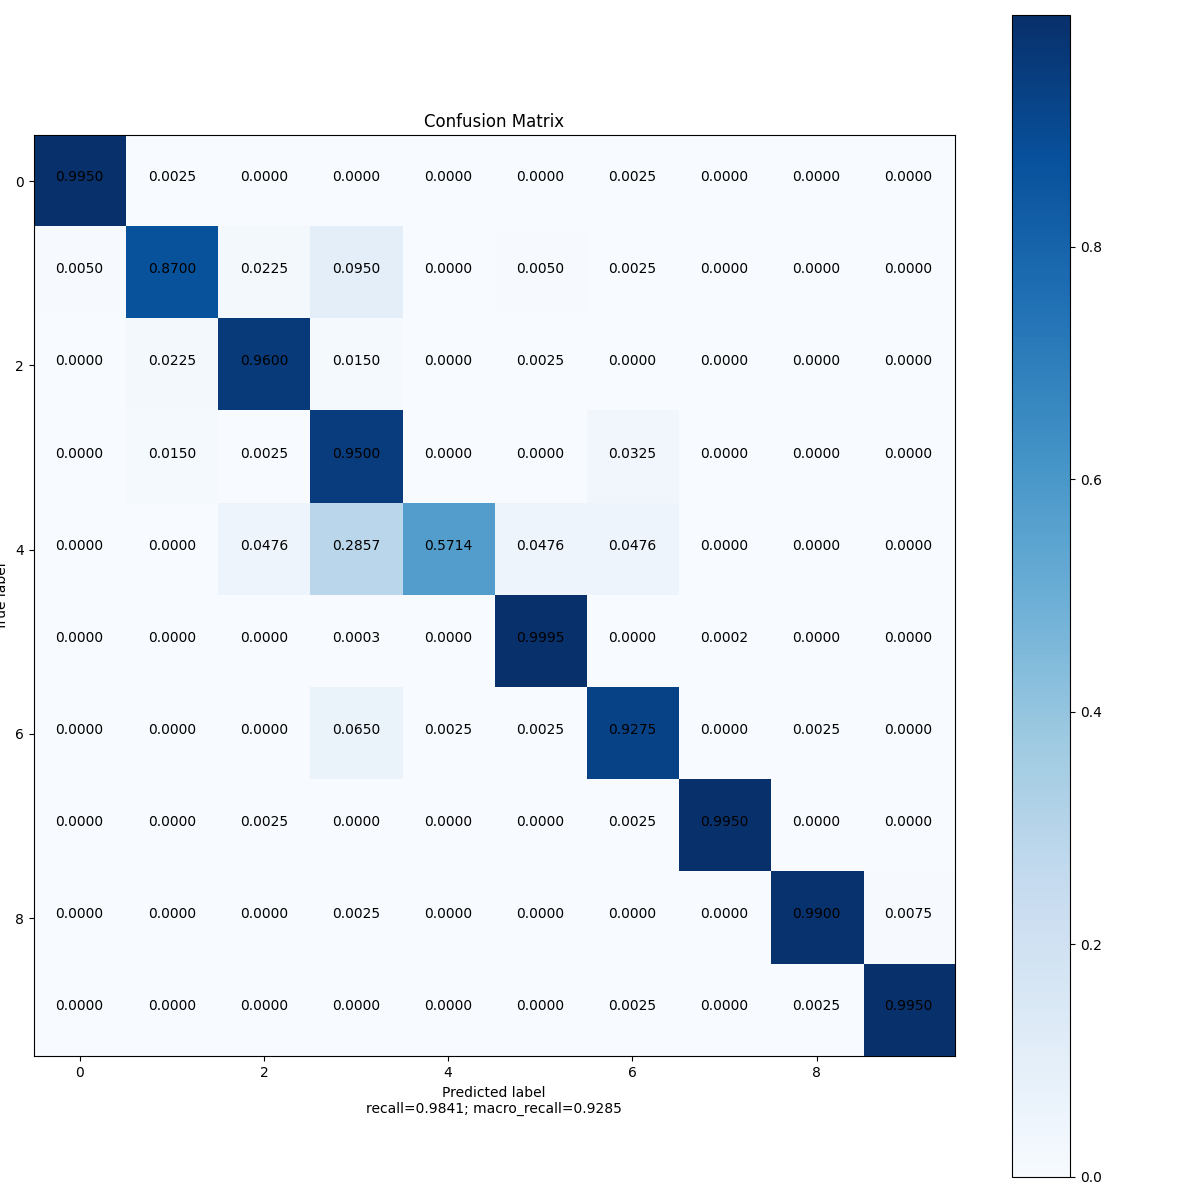 Confusion Matrix
0 0.9950 0.0025 0.0000 0.0000 0.0000 0.0000 0.0025 0.0000 0.0000 0.0000
0.0050 0.8700 0.0225 0.0950 0.0000 0.0050 0.0025 0.0000 0.0000 0.0000
2 0.0000 0.0225 0.9600 0.0150 0.0000 0.0025 0.0000 0.0000 0.0000 0.0000
0.0000 0.0150 0.0025 0.9500 0.0000 0.0000 0.0325 0.0000 0.0000 0.0000
4 0.0000 0.0000 0.0476 0.2857 0.5714 0.0476 0.0476 0.0000 0.0000 0.0000
0.0000 0.0000 0.0000 0.0003 0.0000 0.9995 0.0000 0.0002 0.0000 0.0000
6 0.0000 0.0000 0.0000 0.0650 0.0025 0.0025 0.9275 0.0000 0.0025 0.0000
0.0000 0.0000 0.0025 0.0000 0.0000 0.0000 0.0025 0.9950 0.0000 0.0000
8 0.0000 0.0000 0.0000 0.0025 0.0000 0.0000 0.0000 0.0000 0.9900 0.0075
0.0000 0.0000 0.0000 0.0000 0.0000 0.0000 0.0025 0.0000 0.0025 0.9950
0 2 4 6 8
Predicted label
recall=0.9841; macro_recall=0.9285
0.8
0.6
0.4
0.2
0.0